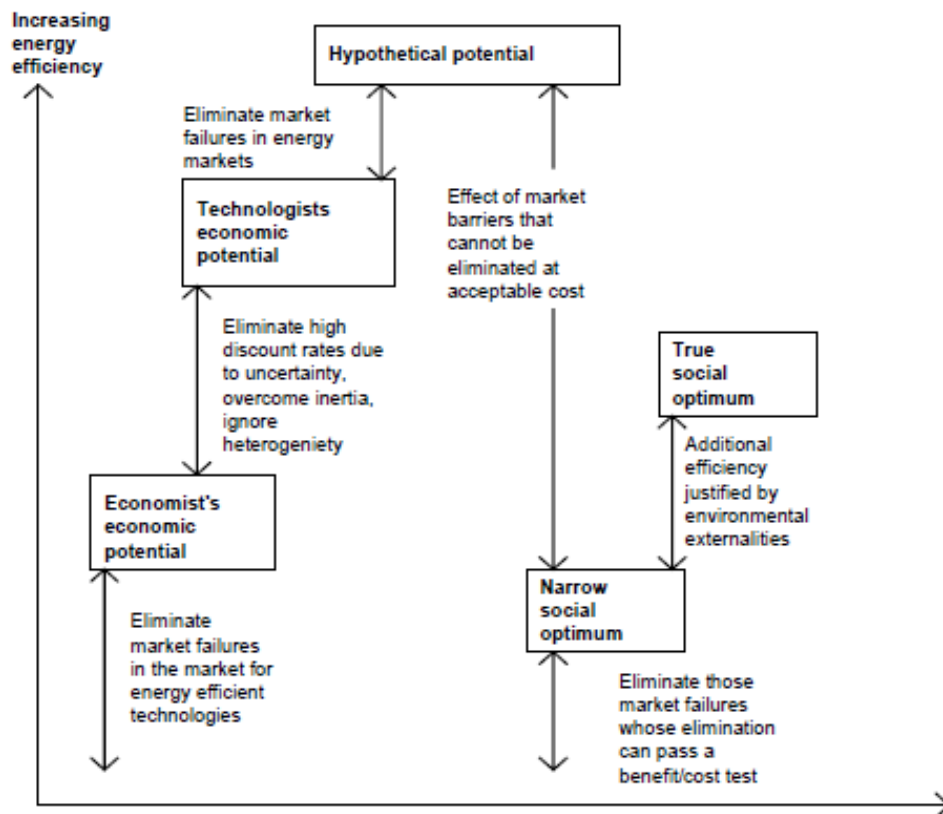 Increasing
energy
efficiency
Hypothetical potential
Eliminate market
failures in energy
markets
Technologists
economic
potential
Effect of market
barriers that
cannot be
eliminated at
acceptable cost
Eliminate high
discount rates due
to uncertainty,
overcome inertia,
ignore
heterogeniety
True
social
optimum
Additional
efficiency
justified by
environmental
externalities
Economist's
economic
potential
Narrow
social
optimum
Eliminate
market failures
in the market for
energy efficient
technologies
Eliminate those
market failures
whose elimination
can pass a
benefit/cost test